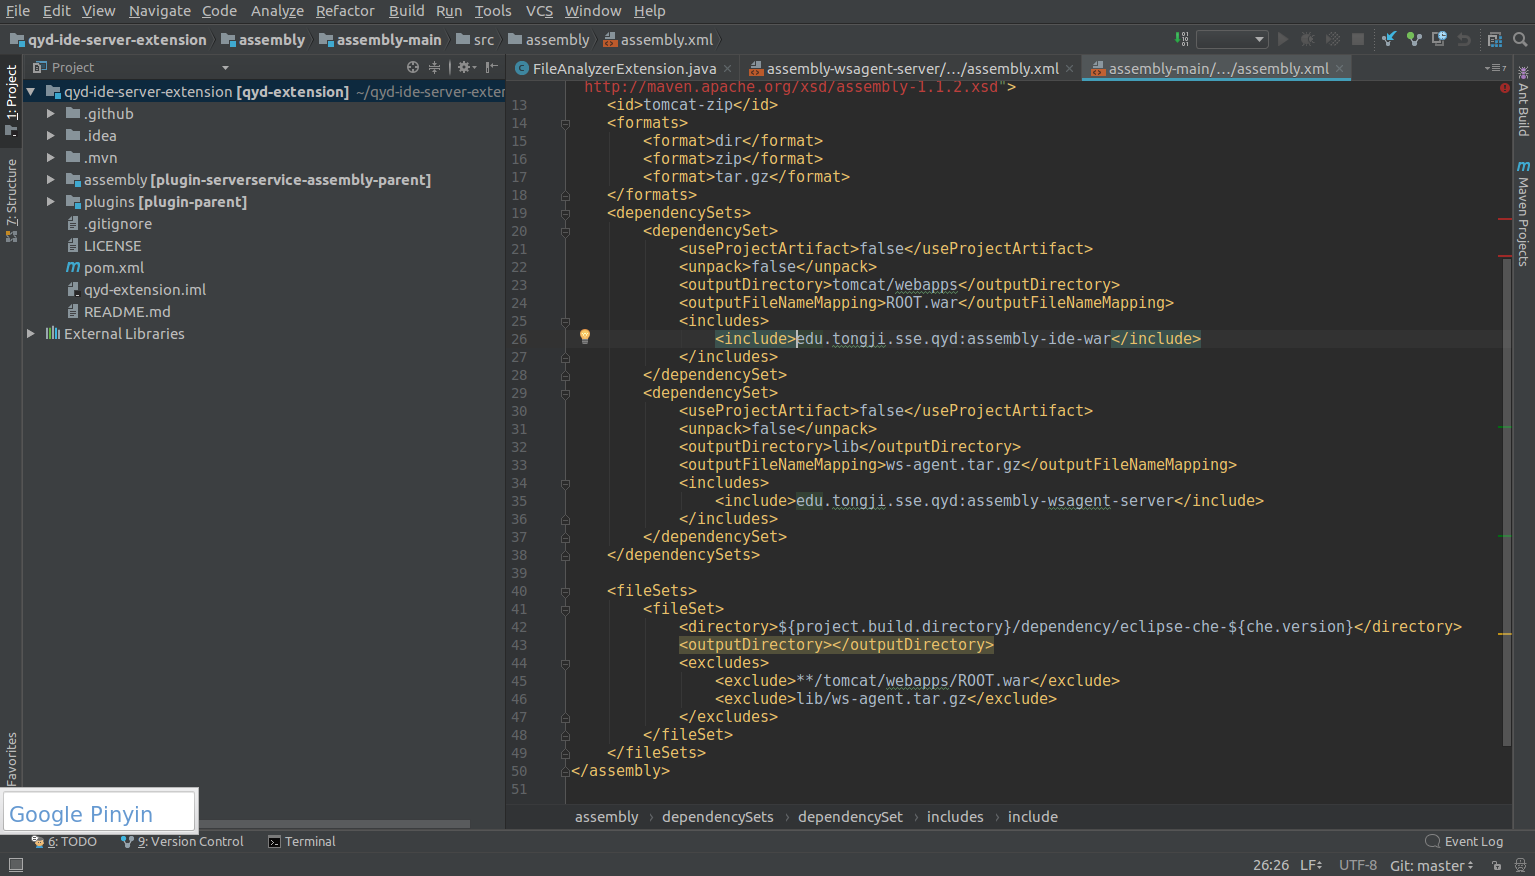 File Edit View Navigate Code Analyze Refactor Build Run Tools VCS Window Help
qyd-ide-server-extension assembly assembly-main src assembly assembly.xml
1: Project
7: Structure
Favorites
Project
qyd-ide-server-extension [qyd-extension] ~/qyd-ide-server-exter
.github
.idea
.mvn
assembly [plugin-serverservice-assembly-parent]
plugins [plugin-parent]
.gitignore
LICENSE
pom.xml
qyd-extension.iml
README.md
External Libraries
FileAnalyzerExtension.java assembly-wsagent-server/.../assembly.xml assembly-main/.../assembly.xml
http://maven.apache.org/xsd/assembly-1.1.2.xsd">
13 <id>tomcat-zip</id>
14 <formats>
15 <format>dir</format>
16 <format>zip</format>
17 <format>tar.gz</format>
18 </formats>
19 <dependencySets>
20 <dependencySet>
21 <useProjectArtifact>false</useProjectArtifact>
22 <unpack>false</unpack>
23 <outputDirectory>tomcat/webapps</outputDirectory>
24 <outputFileNameMapping>ROOT.war</outputFileNameMapping>
25 <includes>
26 <include>edu.tongji.sse.qyd:assembly-ide-war</include>
27 </includes>
28 </dependencySet>
29 <dependencySet>
30 <useProjectArtifact>false</useProjectArtifact>
31 <unpack>false</unpack>
32 <outputDirectory>lib</outputDirectory>
33 <outputFileNameMapping>ws-agent.tar.gz</outputFileNameMapping>
34 <includes>
35 <include>edu.tongji.sse.qyd:assembly-wsagent-server</include>
36 </includes>
37 </dependencySet>
38 </dependencySets>
39
40 <fileSets>
41 <fileSet>
42 <directory>${project.build.directory}/dependency/eclipse-che-${che.version}</directory>
43 <outputDirectory></outputDirectory>
44 <excludes>
45 <exclude>**/tomcat/webapps/ROOT.war</exclude>
46 <exclude>lib/ws-agent.tar.gz</exclude>
47 </excludes>
48 </fileSet>
49 </fileSets>
50 </assembly>
51
assembly › dependencySets › dependencySet › includes › include
Ant Build
Maven Projects
Google Pinyin
6: TODO 9: Version Control Terminal Event Log
26:26 LF UTF-8 Git: master